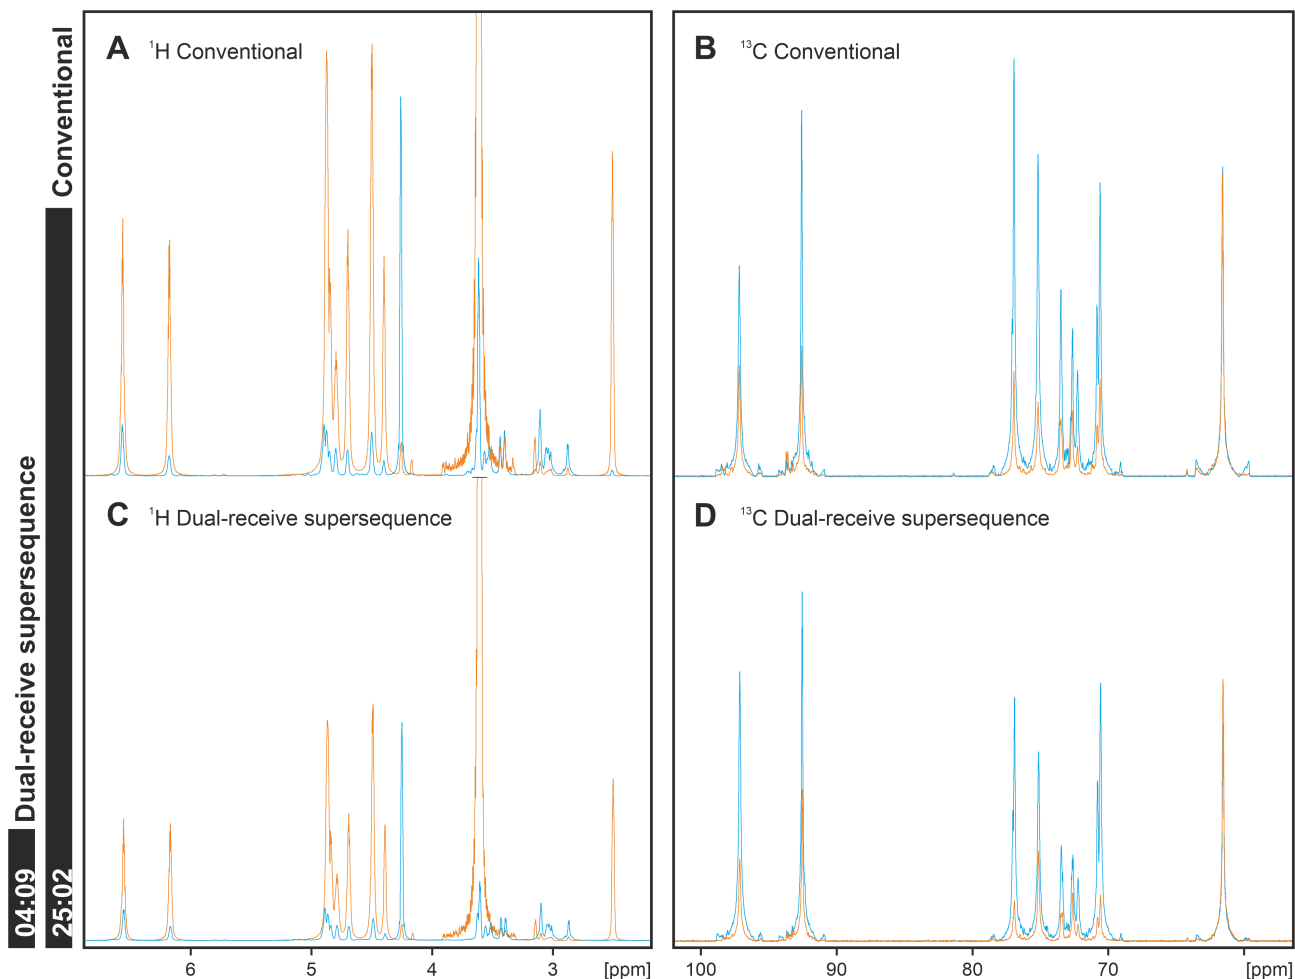 Conventional
25:02
Dual-receive supersequence
04:09
A ¹H Conventional
B ¹³C Conventional
C ¹H Dual-receive supersequence
D ¹³C Dual-receive supersequence
6 5 4 3 [ppm]
100 90 80 70 [ppm]